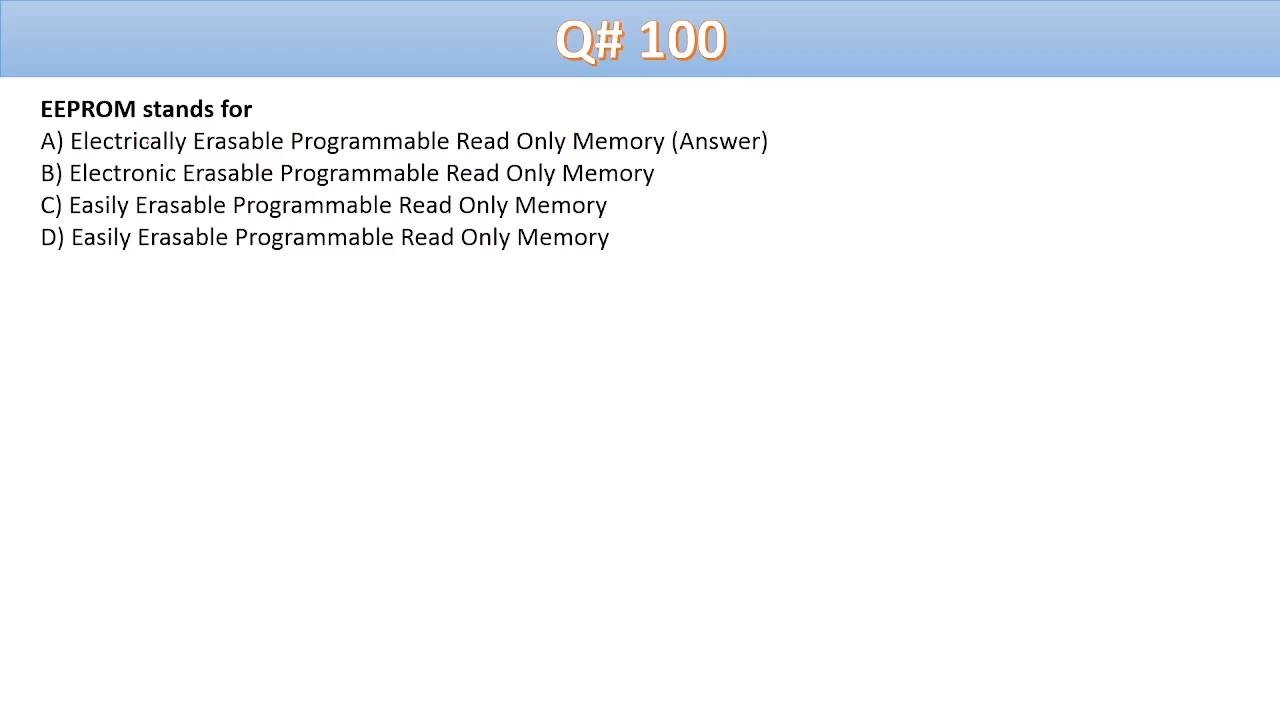 Q# 100
EEPROM stands for
A) Electrically Erasable Programmable Read Only Memory (Answer)
B) Electronic Erasable Programmable Read Only Memory
C) Easily Erasable Programmable Read Only Memory
D) Easily Erasable Programmable Read Only Memory